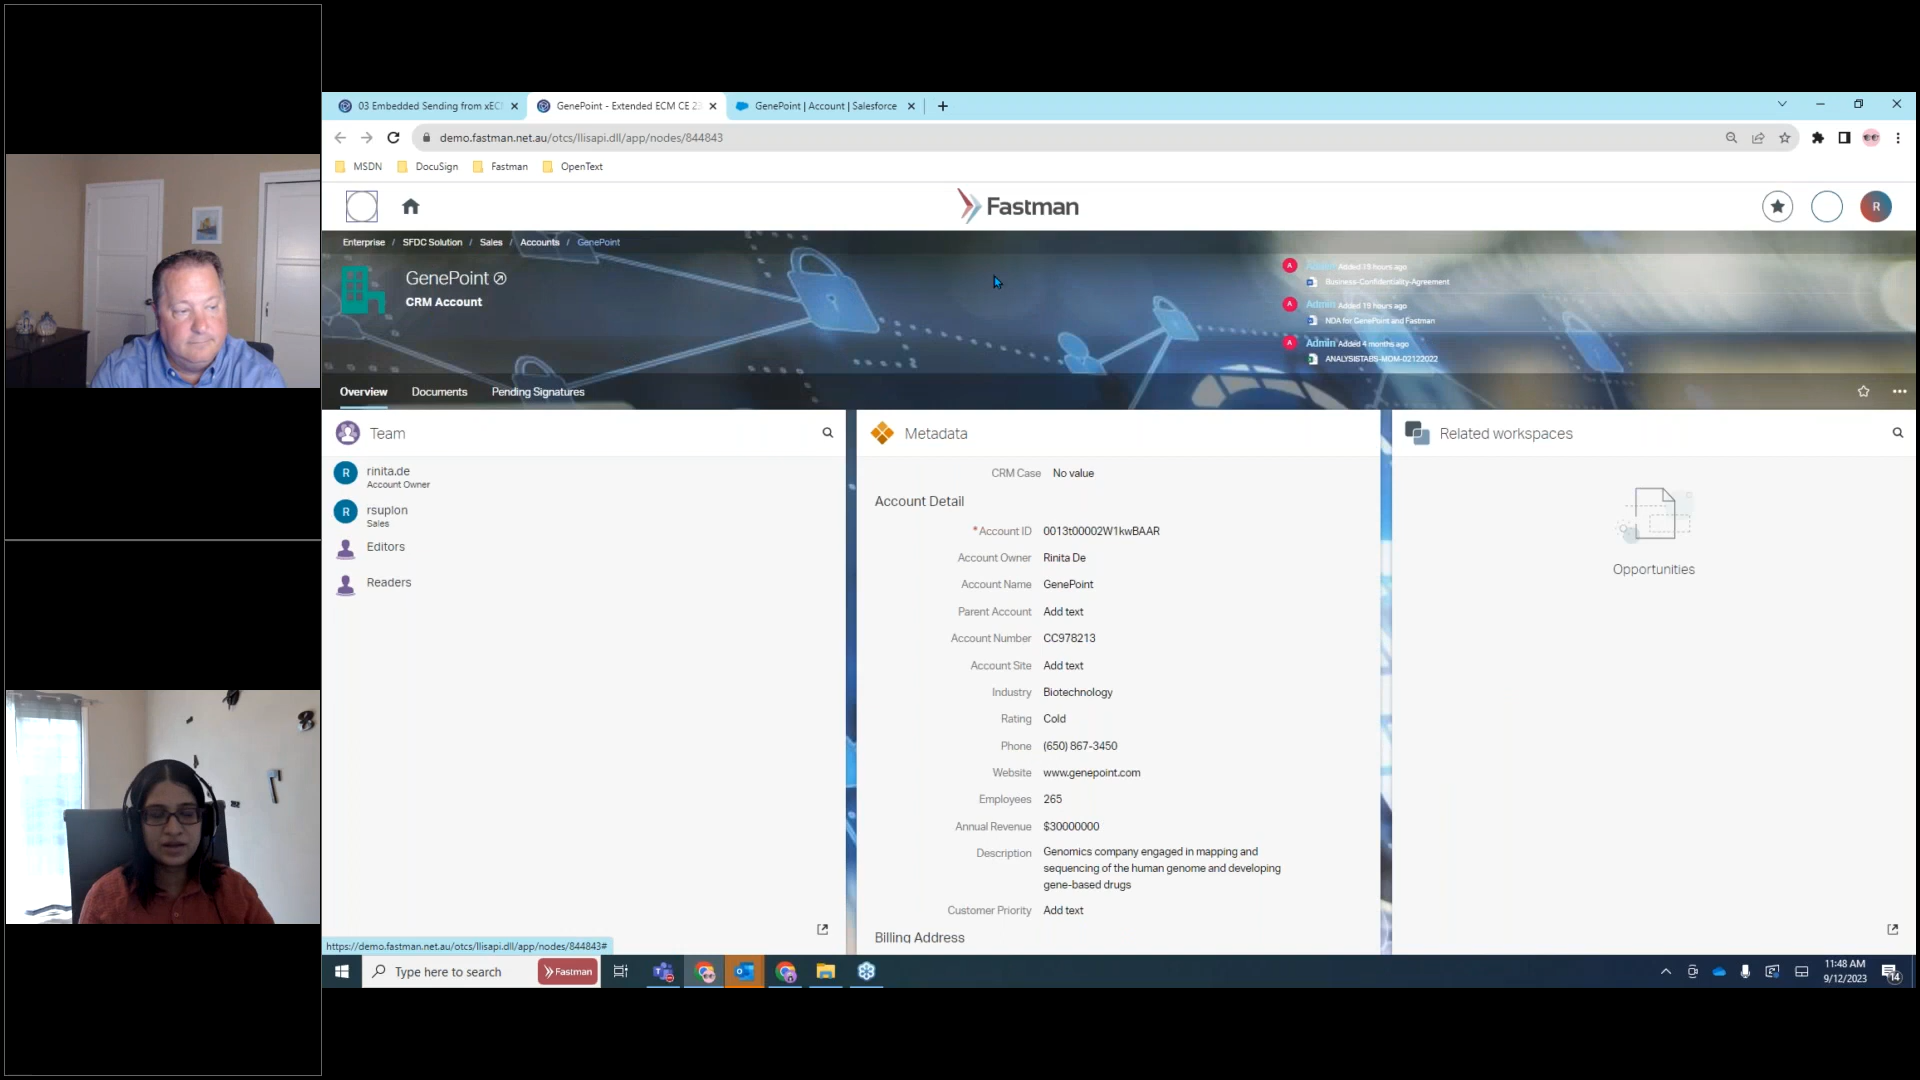 03 Embedded Sending from xEC
GenePoint - Extended ECM CE 2
GenePoint | Account | Salesforce
demo.fastman.net.au/otcs/llisapi.dll/app/nodes/844843
MSDN
DocuSign
Fastman
OpenText
Fastman
R
Enterprise / SFDC Solution / Sales / Accounts / GenePoint
GenePoint
CRM Account
A
Added 19 hours ago
Business-Confidentiality-Agreement
A
Admin Added 19 hours ago
NDA for GenePoint and Fastman
A
Admin Added 4 months ago
ANALYSISTABS-MOM-02122022
Overview
Documents
Pending Signatures
Team
R
rinita.de
Account Owner
R
rsuplon
Sales
Editors
Readers
Metadata
CRM Case No value
Account Detail
* Account ID 0013t00002W1kwBAAR
Account Owner Rinita De
Account Name GenePoint
Parent Account Add text
Account Number CC978213
Account Site Add text
Industry Biotechnology
Rating Cold
Phone (650) 867-3450
Website www.genepoint.com
Employees 265
Annual Revenue $30000000
Description Genomics company engaged in mapping and
sequencing of the human genome and developing
gene-based drugs
Customer Priority Add text
Billing Address
Related workspaces
Opportunities
https://demo.fastman.net.au/otcs/llisapi.dll/app/nodes/844843#
Type here to search
Fastman
11:48 AM
9/12/2023
14